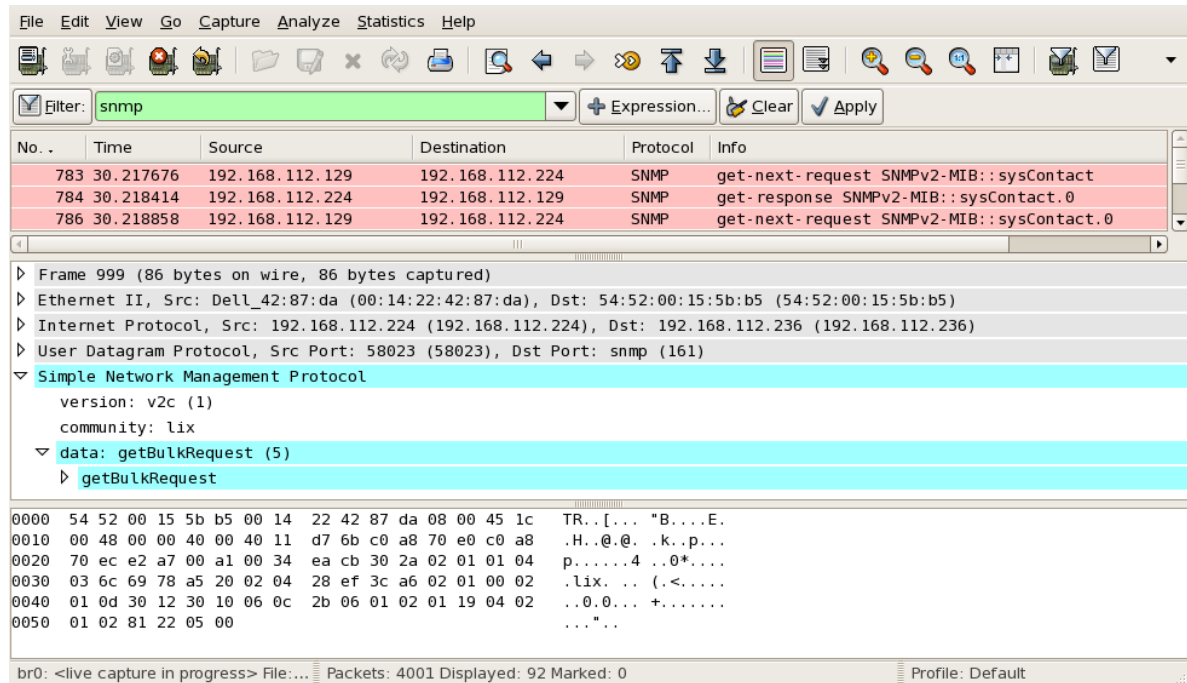 File Edit View Go Capture Analyze Statistics Help
Filter: snmp Expression... Clear Apply
No. . Time Source Destination Protocol Info
783 30.217676 192.168.112.129 192.168.112.224 SNMP get-next-request SNMPv2-MIB::sysContact
784 30.218414 192.168.112.224 192.168.112.129 SNMP get-response SNMPv2-MIB::sysContact.0
786 30.218858 192.168.112.129 192.168.112.224 SNMP get-next-request SNMPv2-MIB::sysContact.0
Frame 999 (86 bytes on wire, 86 bytes captured)
Ethernet II, Src: Dell_42:87:da (00:14:22:42:87:da), Dst: 54:52:00:15:5b:b5 (54:52:00:15:5b:b5)
Internet Protocol, Src: 192.168.112.224 (192.168.112.224), Dst: 192.168.112.236 (192.168.112.236)
User Datagram Protocol, Src Port: 58023 (58023), Dst Port: snmp (161)
Simple Network Management Protocol
version: v2c (1)
community: lix
data: getBulkRequest (5)
getBulkRequest
0000 54 52 00 15 5b b5 00 14 22 42 87 da 08 00 45 1c TR..[... "B....E.
0010 00 48 00 00 40 00 40 11 d7 6b c0 a8 70 e0 c0 a8 .H..@.@. .k..p...
0020 70 ec e2 a7 00 a1 00 34 ea cb 30 2a 02 01 01 04 p......4 ..0*....
0030 03 6c 69 78 a5 20 02 04 28 ef 3c a6 02 01 00 02 .lix. .. (.<.....
0040 01 0d 30 12 30 10 06 0c 2b 06 01 02 01 19 04 02 ..0.0... +.......
0050 01 02 81 22 05 00 ..."..
br0: <live capture in progress> File:... Packets: 4001 Displayed: 92 Marked: 0 Profile: Default